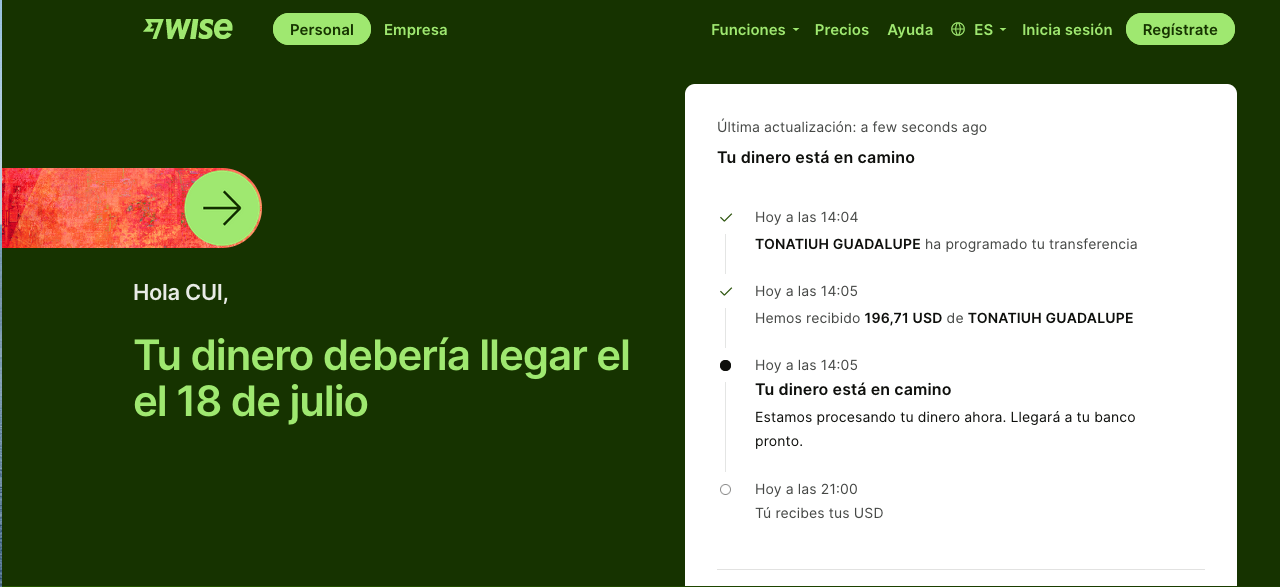 WISE
Personal
Empresa
Funciones
Precios
Ayuda
ES
Inicia sesión
Regístrate
Hola CUI,
Tu dinero debería llegar el
el 18 de julio
Última actualización: a few seconds ago
Tu dinero está en camino
Hoy a las 14:04
TONATIUH GUADALUPE ha programado tu transferencia
Hoy a las 14:05
Hemos recibido 196,71 USD de TONATIUH GUADALUPE
Hoy a las 14:05
Tu dinero está en camino
Estamos procesando tu dinero ahora. Llegará a tu banco
pronto.
Hoy a las 21:00
Tú recibes tus USD